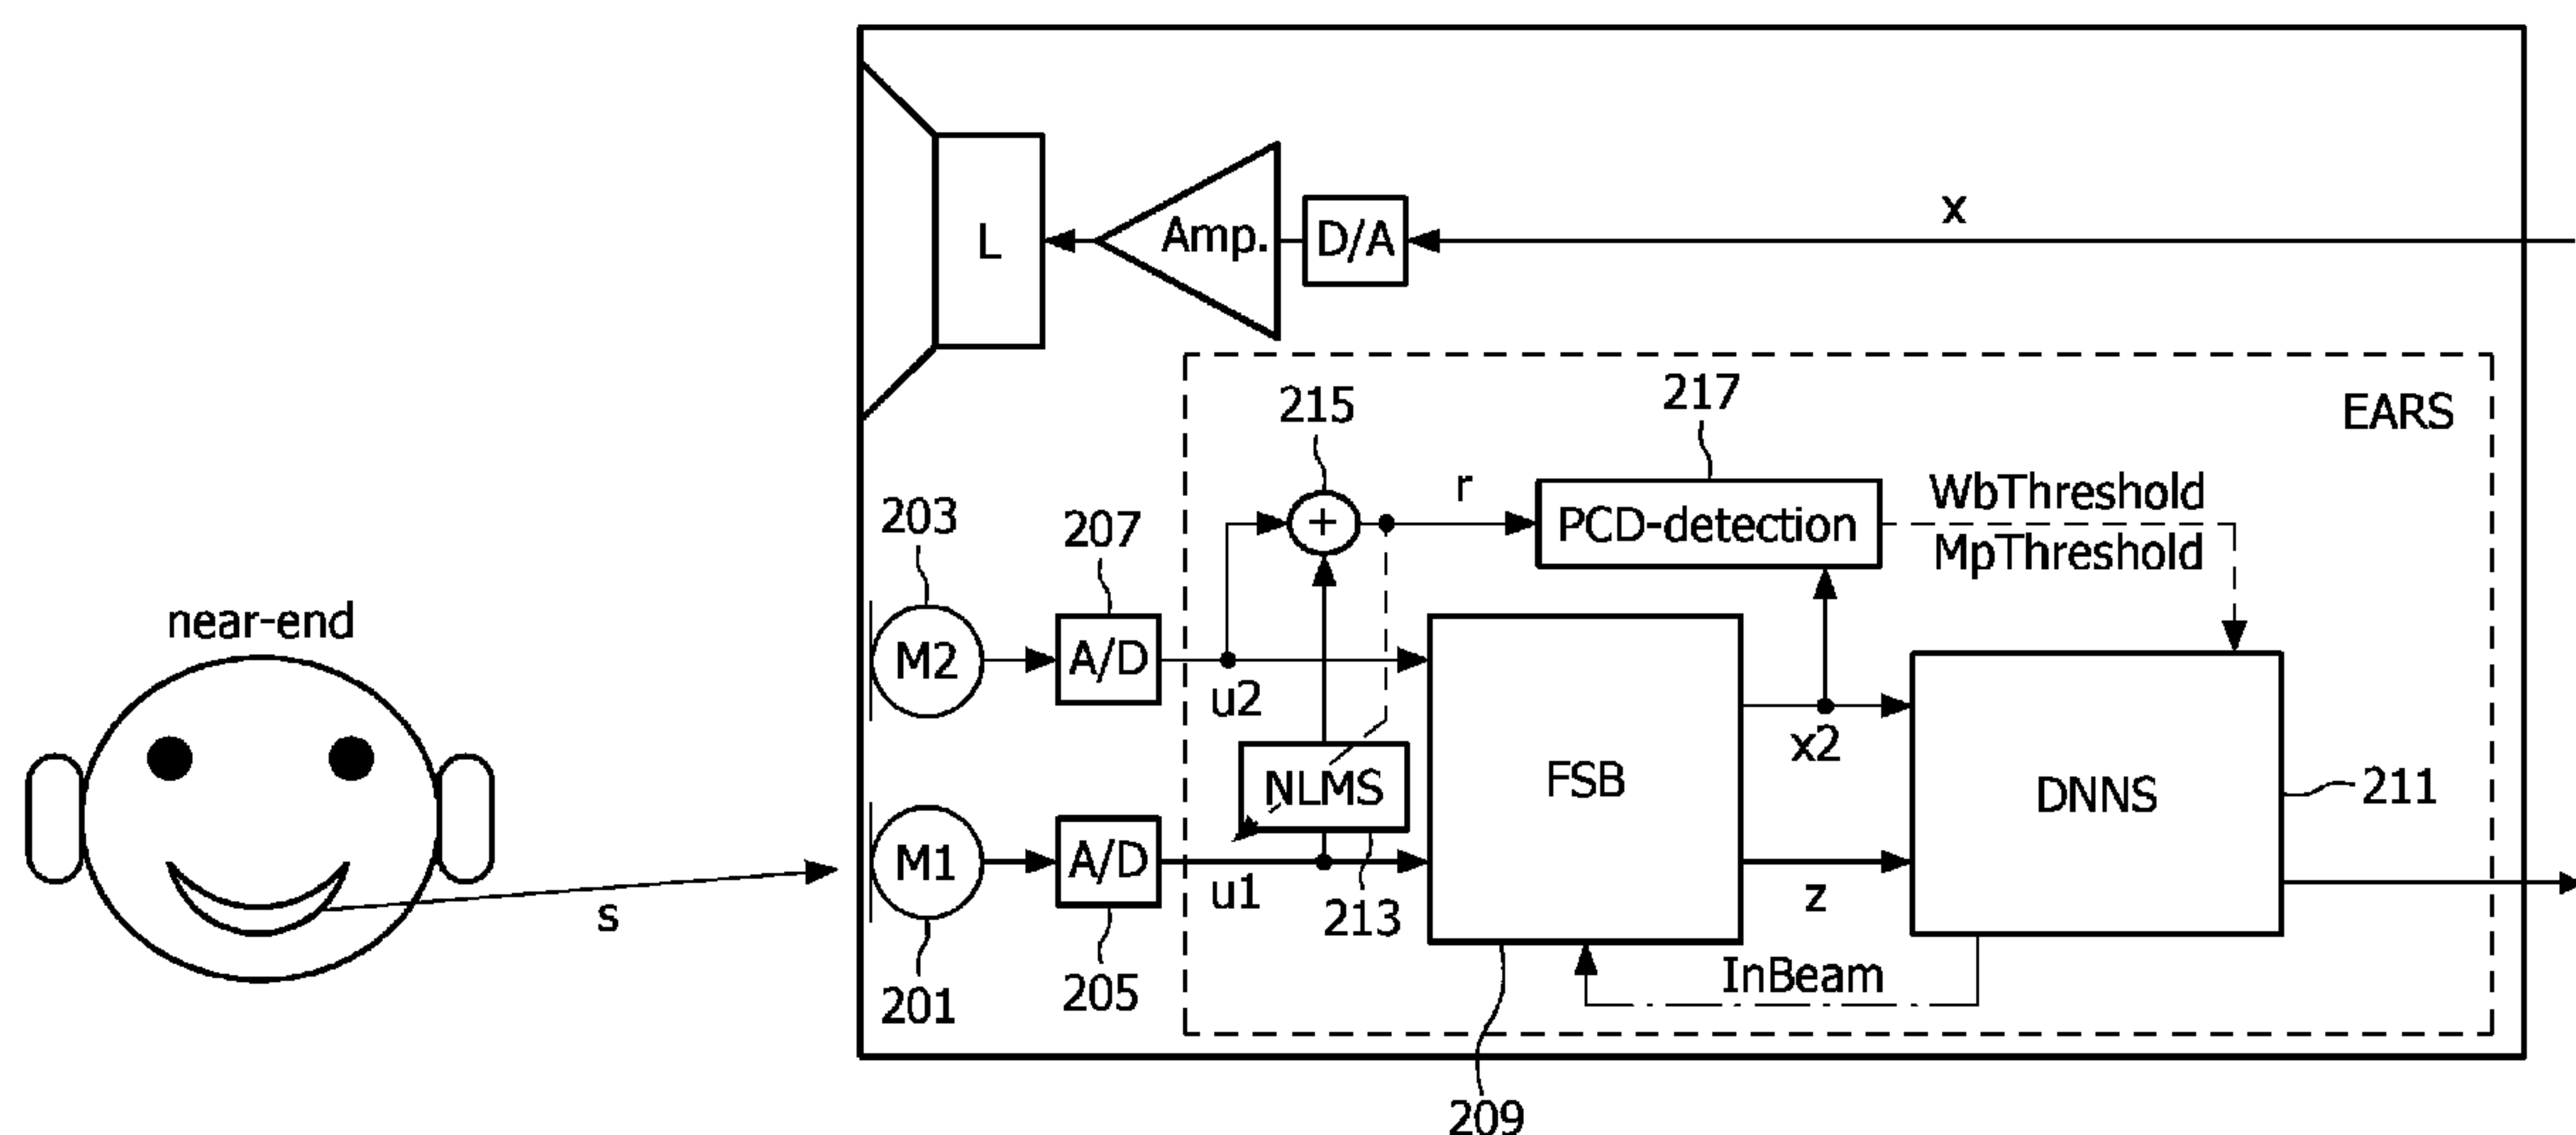 x
L
Amp.
D/A
EARS
215
217
r
PCD-detection
WbThreshold
MpThreshold
203
207
near-end
M2
A/D
u2
NLMS
FSB
x2
DNNS
211
M1
A/D
u1
213
z
s
201
205
InBeam
209
+